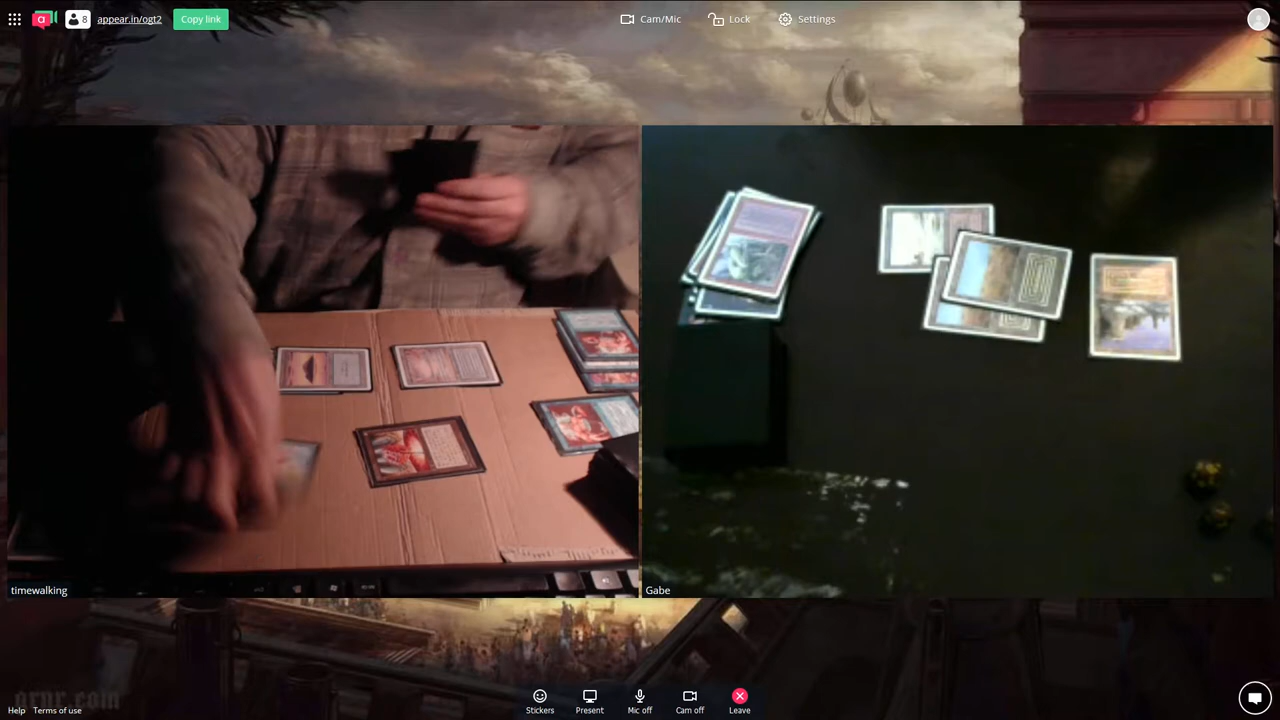 8 appear.in/ogt2 Copy link Cam/Mic Lock Settings
timewalking
Gabe
Stickers Present Mic off Cam off Leave
Help Terms of use